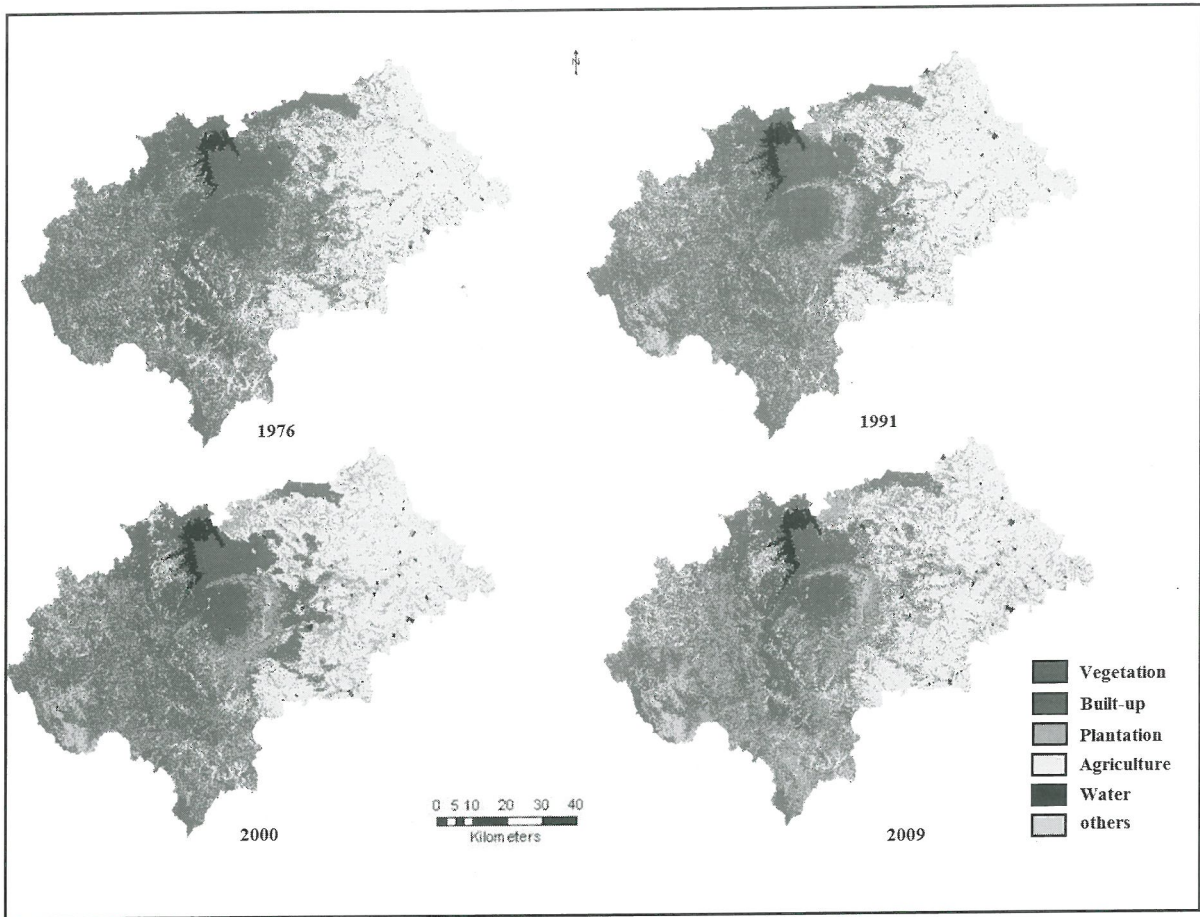 N
1976
1991
2000
2009
0 5 10 20 30 40
Kilometers
Vegetation
Built-up
Plantation
Agriculture
Water
others